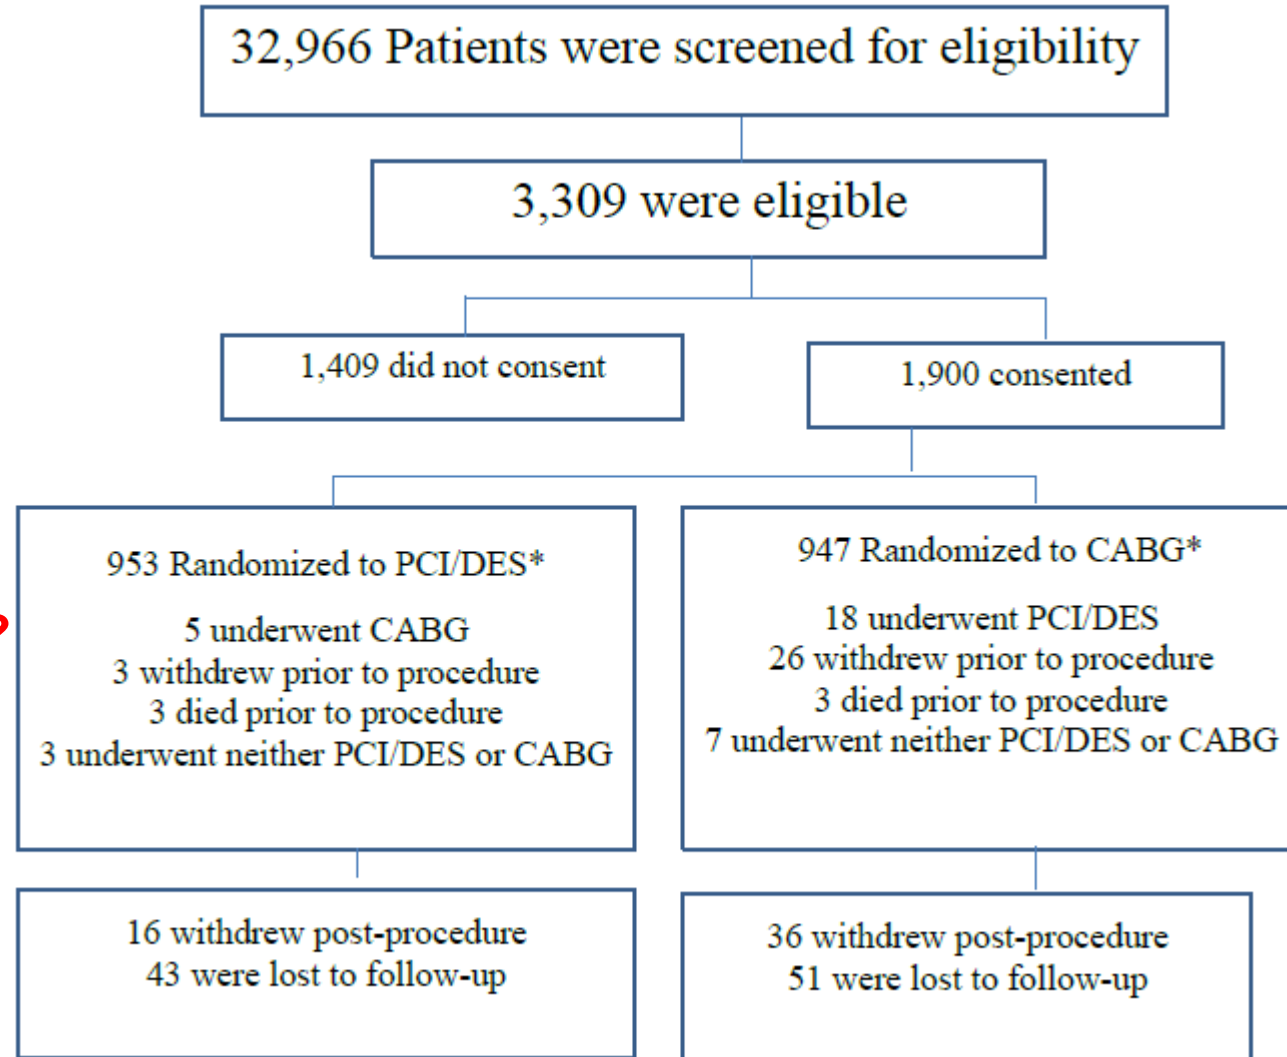 32,966 Patients were screened for eligibility
3,309 were eligible
1,409 did not consent
1,900 consented
953 Randomized to PCI/DES*
5 underwent CABG
3 withdrew prior to procedure
3 died prior to procedure
3 underwent neither PCI/DES or CABG
947 Randomized to CABG*
18 underwent PCI/DES
26 withdrew prior to procedure
3 died prior to procedure
7 underwent neither PCI/DES or CABG
16 withdrew post-procedure
43 were lost to follow-up
36 withdrew post-procedure
51 were lost to follow-up